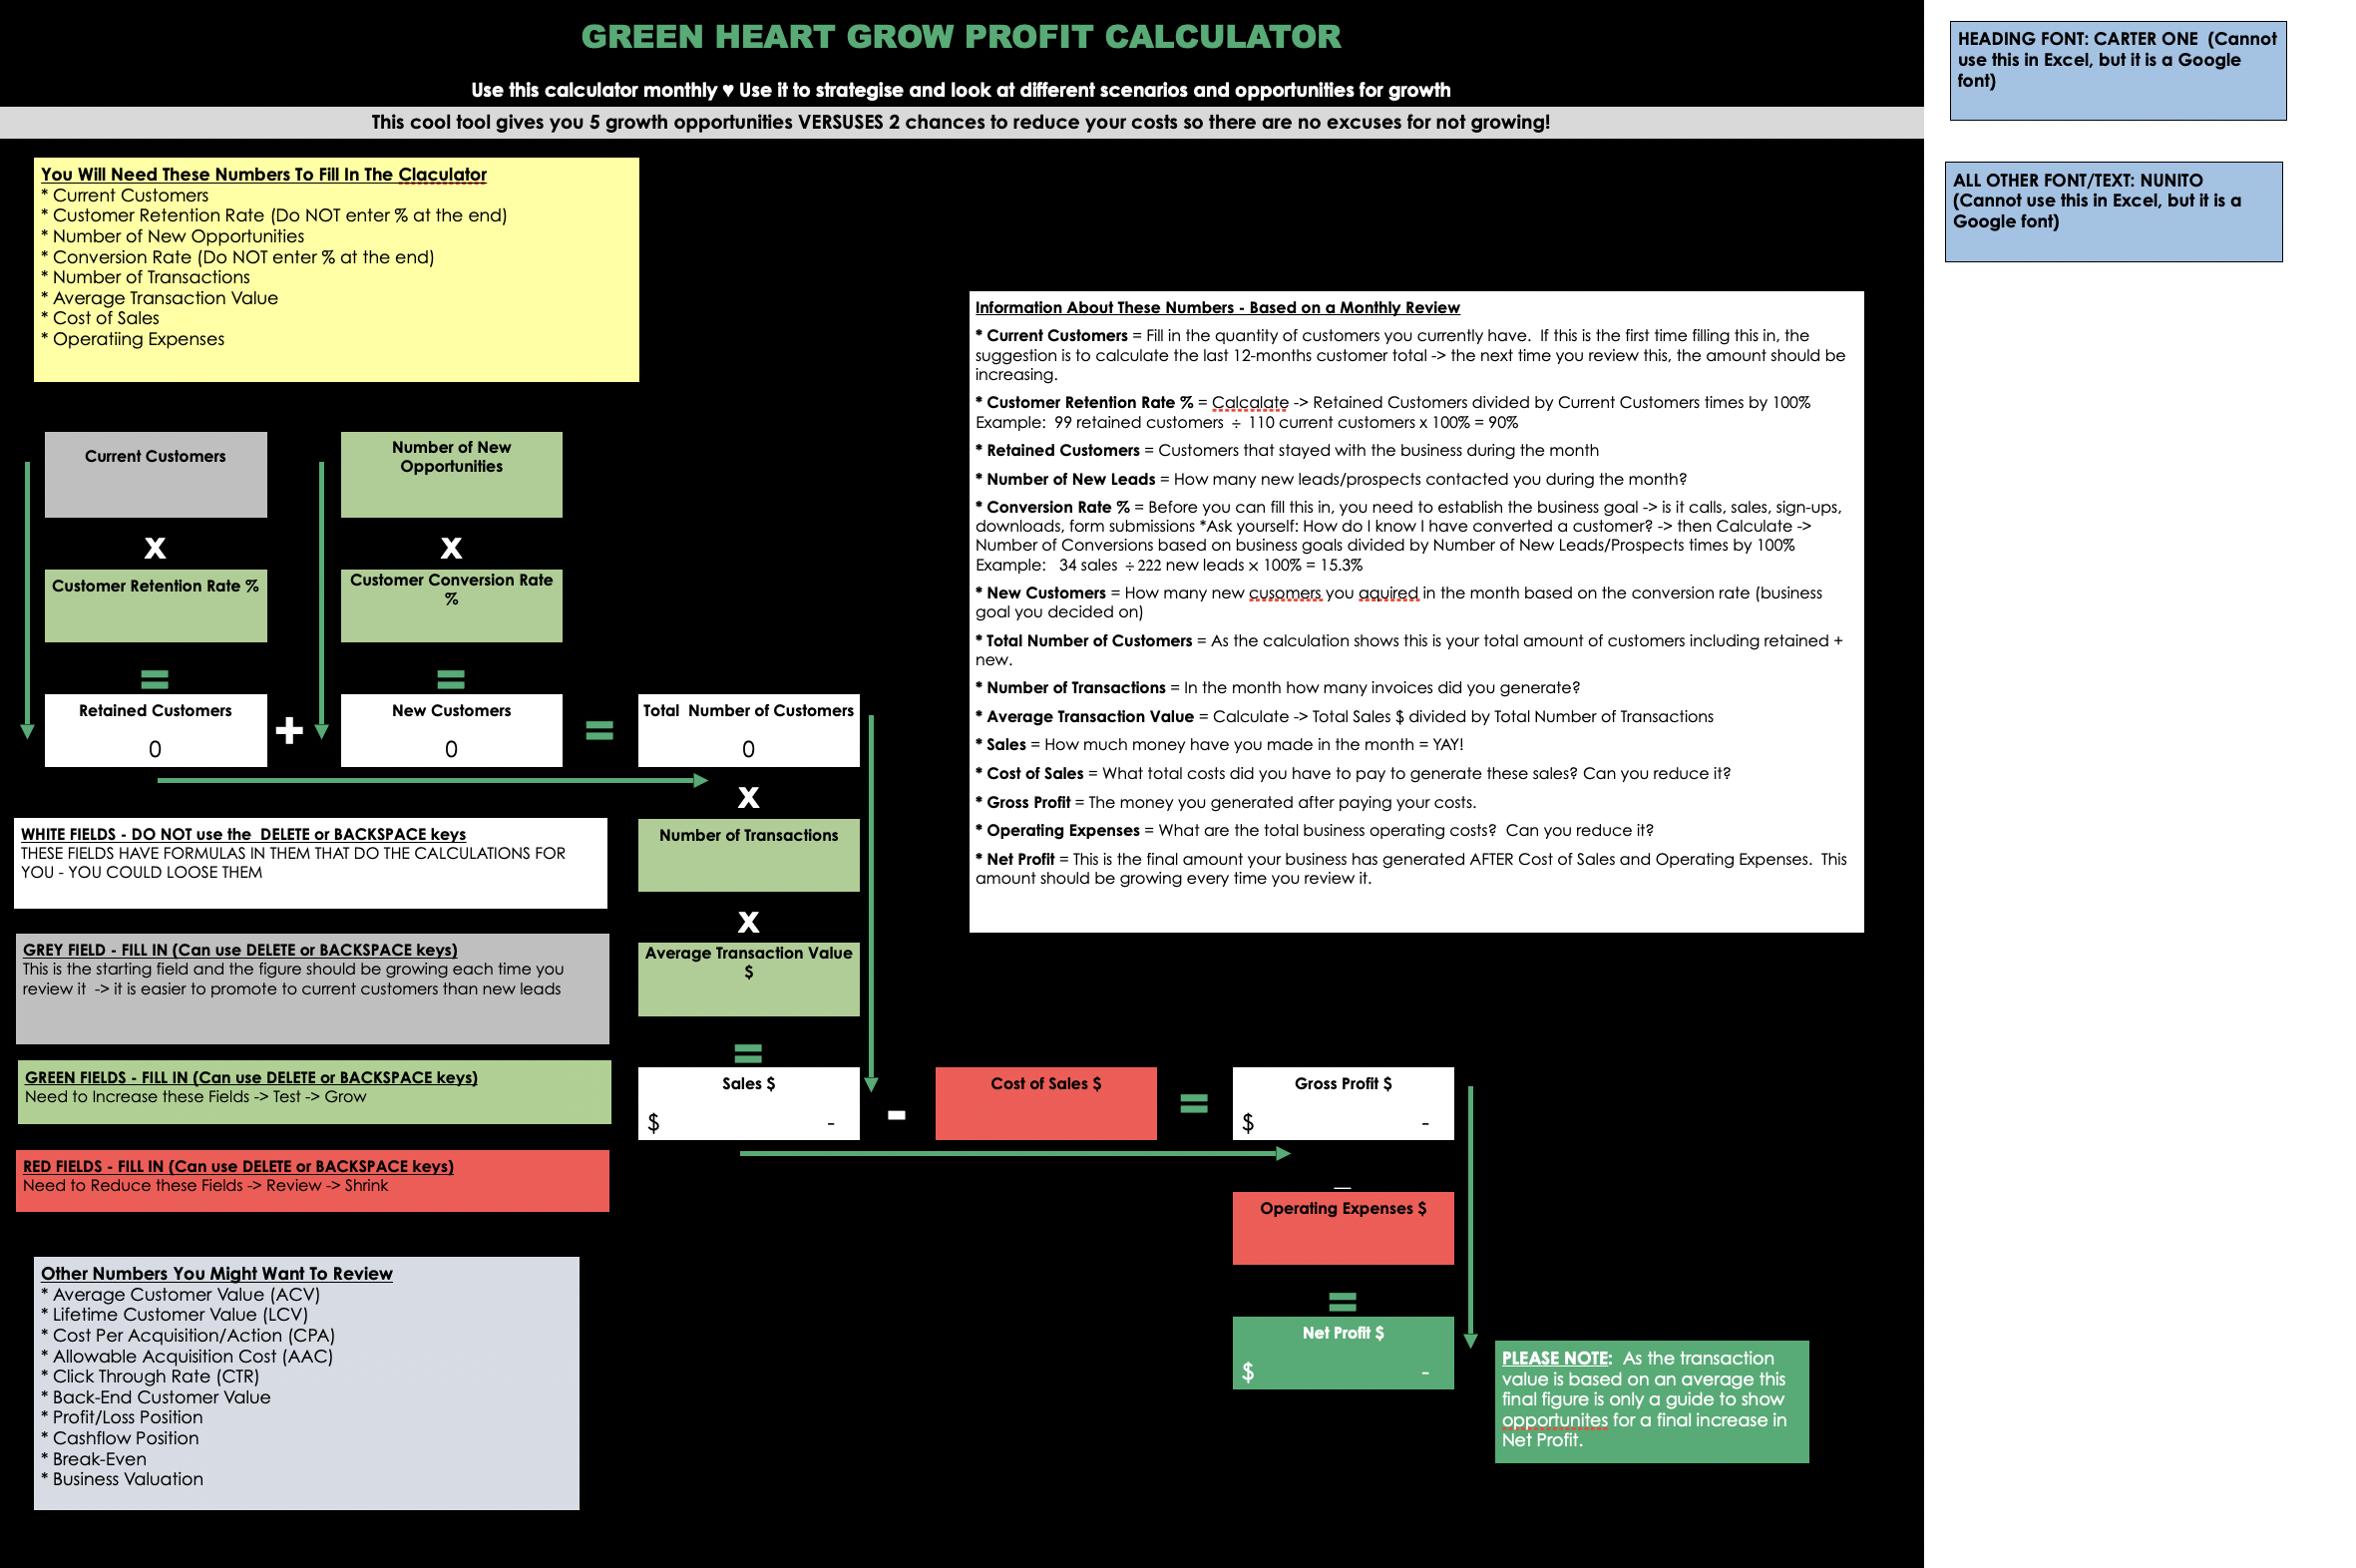 GREEN HEART GROW PROFIT CALCULATOR
Use this calculator monthly ♥ Use it to strategise and look at different scenarios and opportunities for growth
This cool tool gives you 5 growth opportunities VERSUSES 2 chances to reduce your costs so there are no excuses for not growing!
HEADING FONT: CARTER ONE (Cannot
use this in Excel, but it is a Google
font)
ALL OTHER FONT/TEXT: NUNITO
(Cannot use this in Excel, but it is a
Google font)
You Will Need These Numbers To Fill In The Claculator
* Current Customers
* Customer Retention Rate (Do NOT enter % at the end)
* Number of New Opportunities
* Conversion Rate (Do NOT enter % at the end)
* Number of Transactions
* Average Transaction Value
* Cost of Sales
* Operatiing Expenses
Information About These Numbers - Based on a Monthly Review
* Current Customers = Fill in the quantity of customers you currently have. If this is the first time filling this in, the
suggestion is to calculate the last 12-months customer total -> the next time you review this, the amount should be
increasing.
* Customer Retention Rate % = Calcalate -> Retained Customers divided by Current Customers times by 100%
Example: 99 retained customers ÷ 110 current customers x 100% = 90%
* Retained Customers = Customers that stayed with the business during the month
* Number of New Leads = How many new leads/prospects contacted you during the month?
* Conversion Rate % = Before you can fill this in, you need to establish the business goal -> is it calls, sales, sign-ups,
downloads, form submissions *Ask yourself: How do I know I have converted a customer? -> then Calculate ->
Number of Conversions based on business goals divided by Number of New Leads/Prospects times by 100%
Example: 34 sales ÷ 222 new leads x 100% = 15.3%
* New Customers = How many new cusomers you aquired in the month based on the conversion rate (business
goal you decided on)
* Total Number of Customers = As the calculation shows this is your total amount of customers including retained +
new.
* Number of Transactions = In the month how many invoices did you generate?
* Average Transaction Value = Calculate -> Total Sales $ divided by Total Number of Transactions
* Sales = How much money have you made in the month = YAY!
* Cost of Sales = What total costs did you have to pay to generate these sales? Can you reduce it?
* Gross Profit = The money you generated after paying your costs.
* Operating Expenses = What are the total business operating costs? Can you reduce it?
* Net Profit = This is the final amount your business has generated AFTER Cost of Sales and Operating Expenses. This
amount should be growing every time you review it.
Current Customers
x
Customer Retention Rate %
=
Retained Customers
0
+
Number of New
Opportunities
x
Customer Conversion Rate
%
=
New Customers
0
=
Total Number of Customers
0
x
Number of Transactions
x
Average Transaction Value
$
=
Sales $
$ -
-
Cost of Sales $
=
Gross Profit $
$ -
-
Operating Expenses $
=
Net Profit $
$ -
WHITE FIELDS - DO NOT use the DELETE or BACKSPACE keys
THESE FIELDS HAVE FORMULAS IN THEM THAT DO THE CALCULATIONS FOR
YOU - YOU COULD LOOSE THEM
GREY FIELD - FILL IN (Can use DELETE or BACKSPACE keys)
This is the starting field and the figure should be growing each time you
review it -> it is easier to promote to current customers than new leads
GREEN FIELDS - FILL IN (Can use DELETE or BACKSPACE keys)
Need to Increase these Fields -> Test -> Grow
RED FIELDS - FILL IN (Can use DELETE or BACKSPACE keys)
Need to Reduce these Fields -> Review -> Shrink
Other Numbers You Might Want To Review
* Average Customer Value (ACV)
* Lifetime Customer Value (LCV)
* Cost Per Acquisition/Action (CPA)
* Allowable Acquisition Cost (AAC)
* Click Through Rate (CTR)
* Back-End Customer Value
* Profit/Loss Position
* Cashflow Position
* Break-Even
* Business Valuation
PLEASE NOTE: As the transaction
value is based on an average this
final figure is only a guide to show
opportunites for a final increase in
Net Profit.